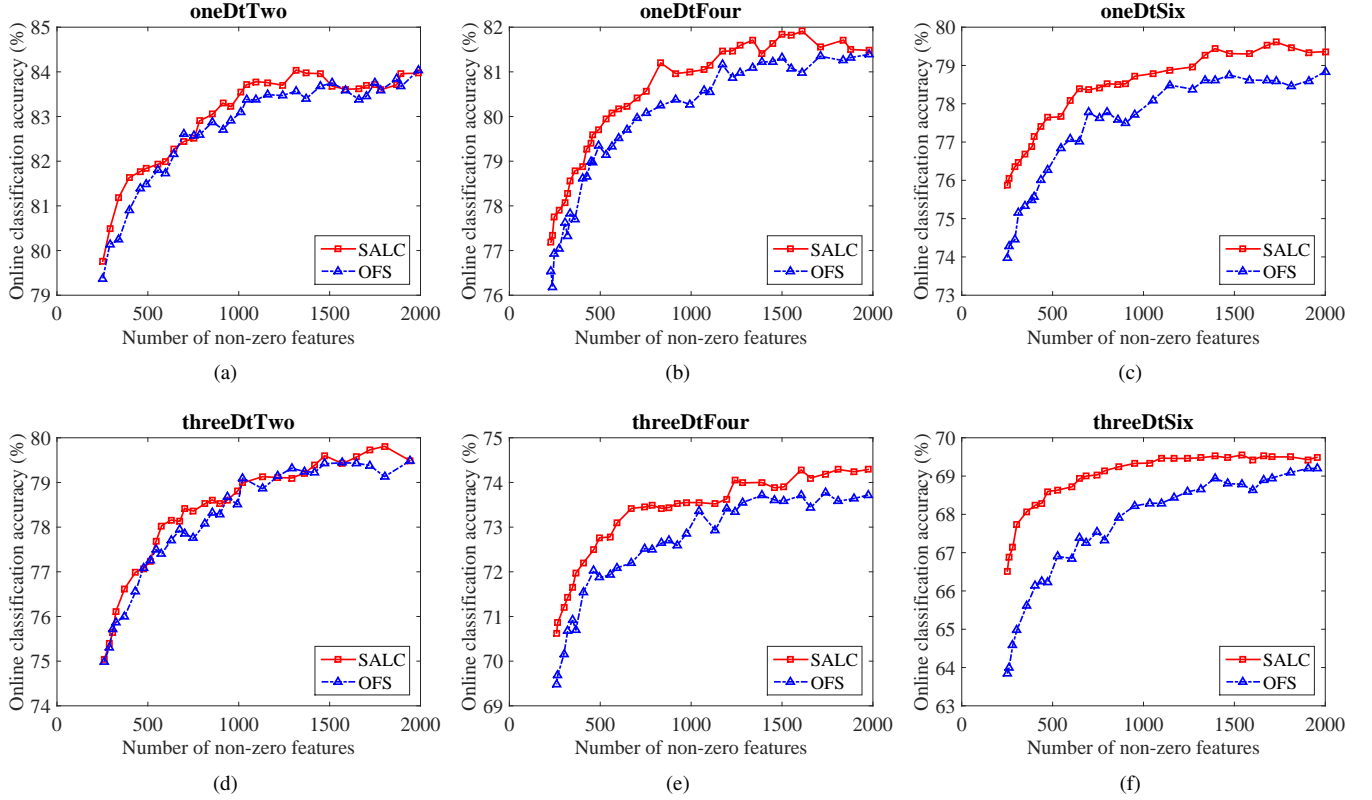 oneDtTwo
Online classification accuracy (%)
85
84
83
82
81
80
79
0 500 1000 1500 2000
Number of non-zero features
SALC
OFS
(a)
oneDtFour
Online classification accuracy (%)
82
81
80
79
78
77
76
0 500 1000 1500 2000
Number of non-zero features
SALC
OFS
(b)
oneDtSix
Online classification accuracy (%)
80
79
78
77
76
75
74
73
0 500 1000 1500 2000
Number of non-zero features
SALC
OFS
(c)
threeDtTwo
Online classification accuracy (%)
80
79
78
77
76
75
74
0 500 1000 1500 2000
Number of non-zero features
SALC
OFS
(d)
threeDtFour
Online classification accuracy (%)
75
74
73
72
71
70
69
0 500 1000 1500 2000
Number of non-zero features
SALC
OFS
(e)
threeDtSix
Online classification accuracy (%)
70
69
68
67
66
65
64
63
0 500 1000 1500 2000
Number of non-zero features
SALC
OFS
(f)